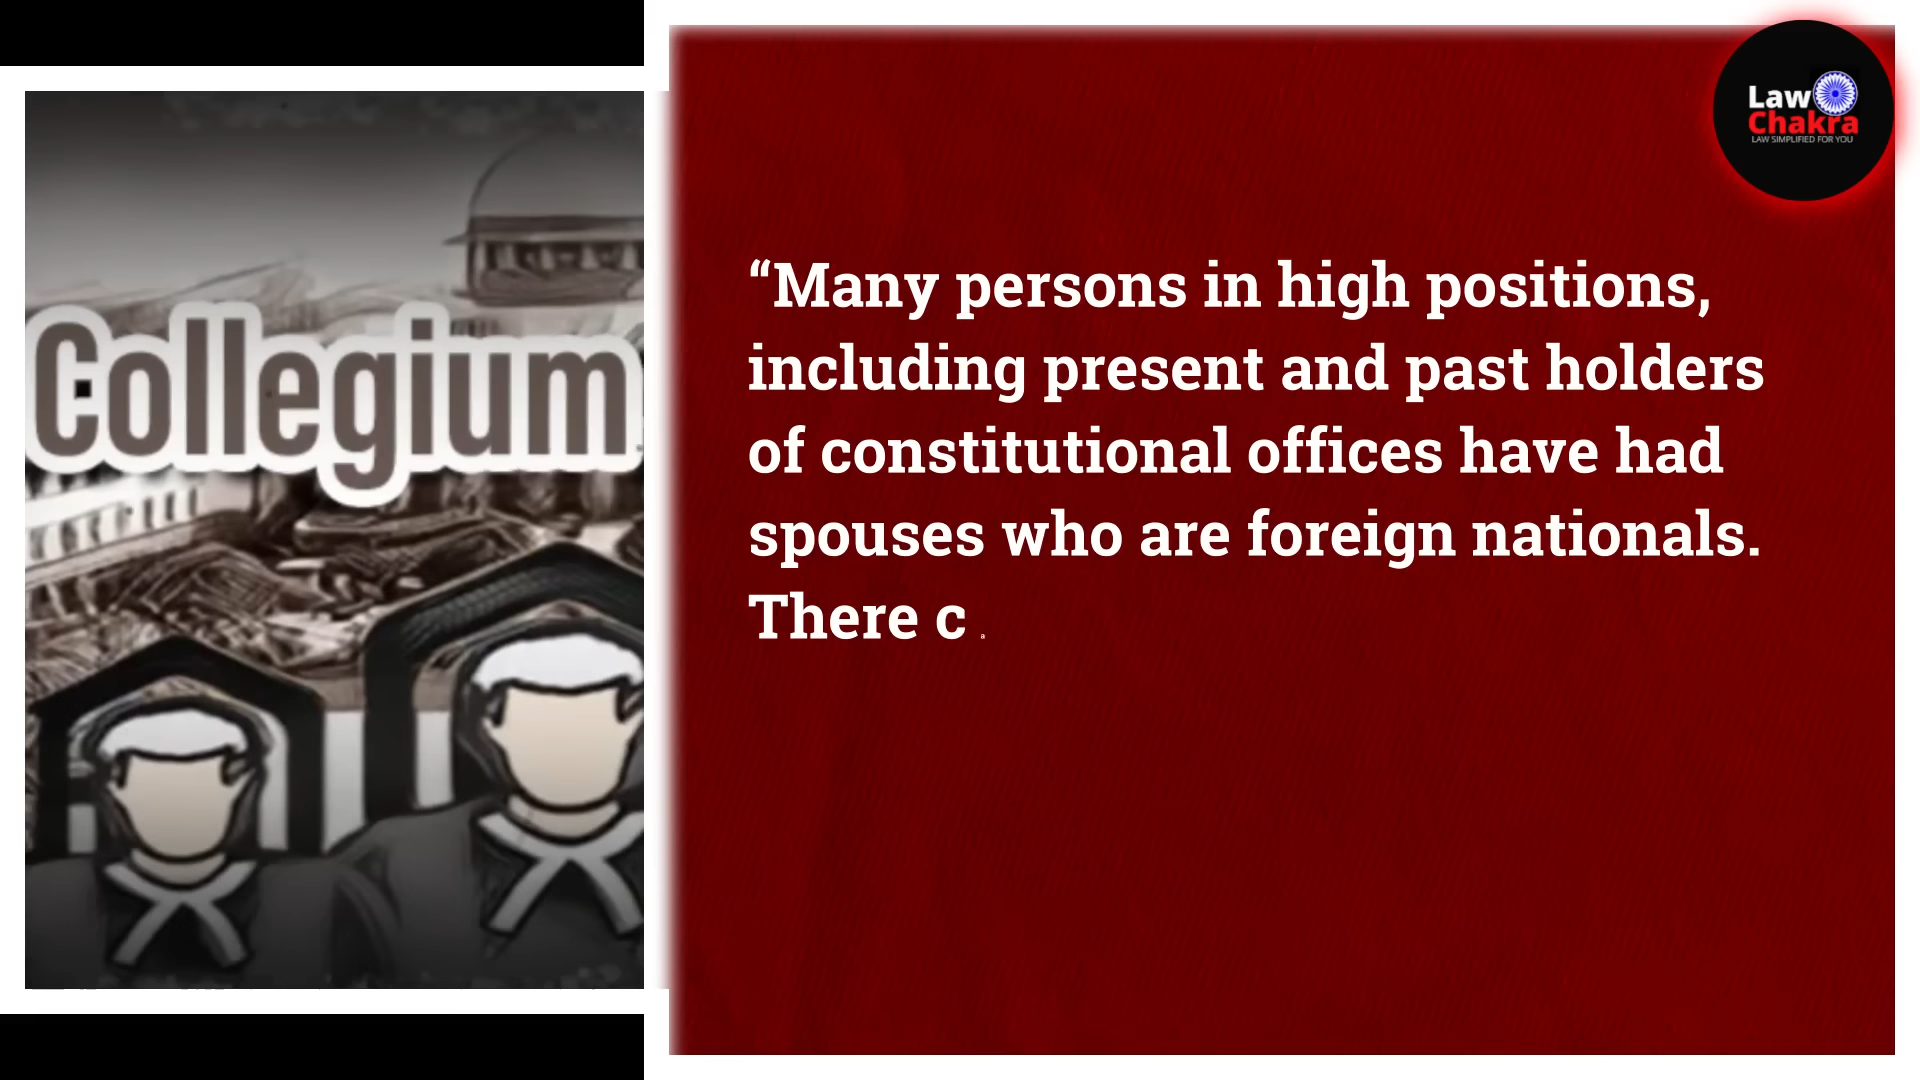 Collegium
Law
Chakra
LAW SIMPLIFIED FOR YOU
“Many persons in high positions,
including present and past holders
of constitutional offices have had
spouses who are foreign nationals.
There c a